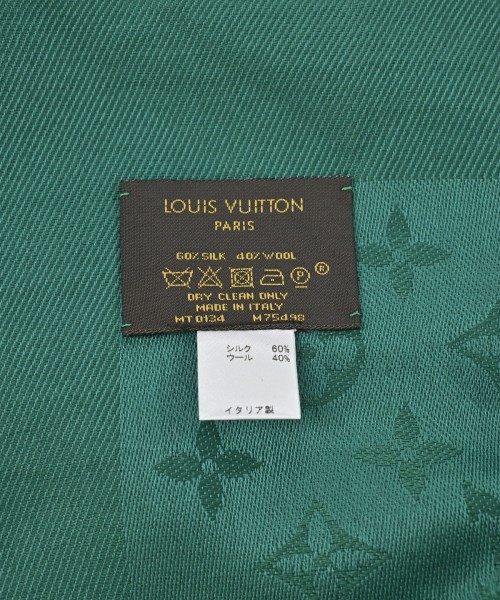 LOUIS VUITTON
PARIS
60% SILK 40% WOOL
P ®
DRY CLEAN ONLY
MADE IN ITALY
MT0134 M75498
シルク 60%
ウール 40%
イタリア製